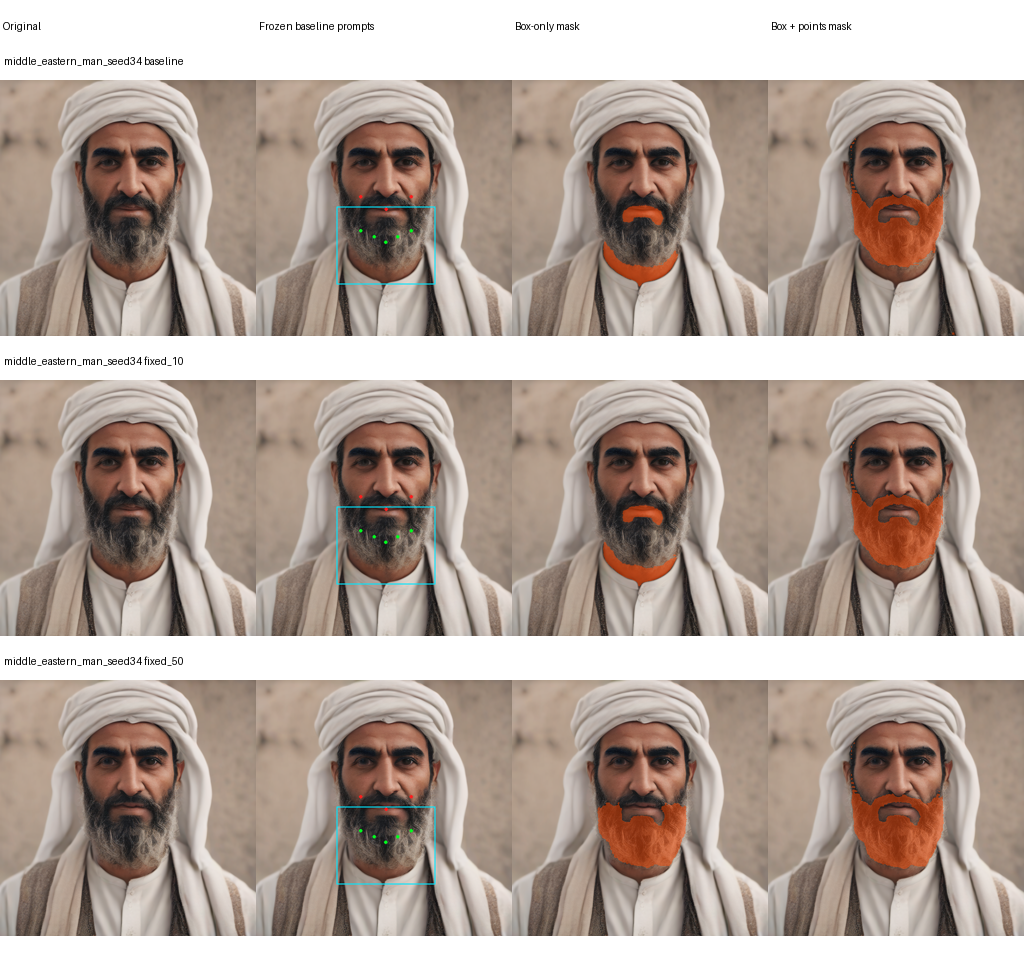 Original Frozen baseline prompts Box-only mask Box + points mask
middle_eastern_man_seed34 baseline
middle_eastern_man_seed34 fixed_10
middle_eastern_man_seed34 fixed_50